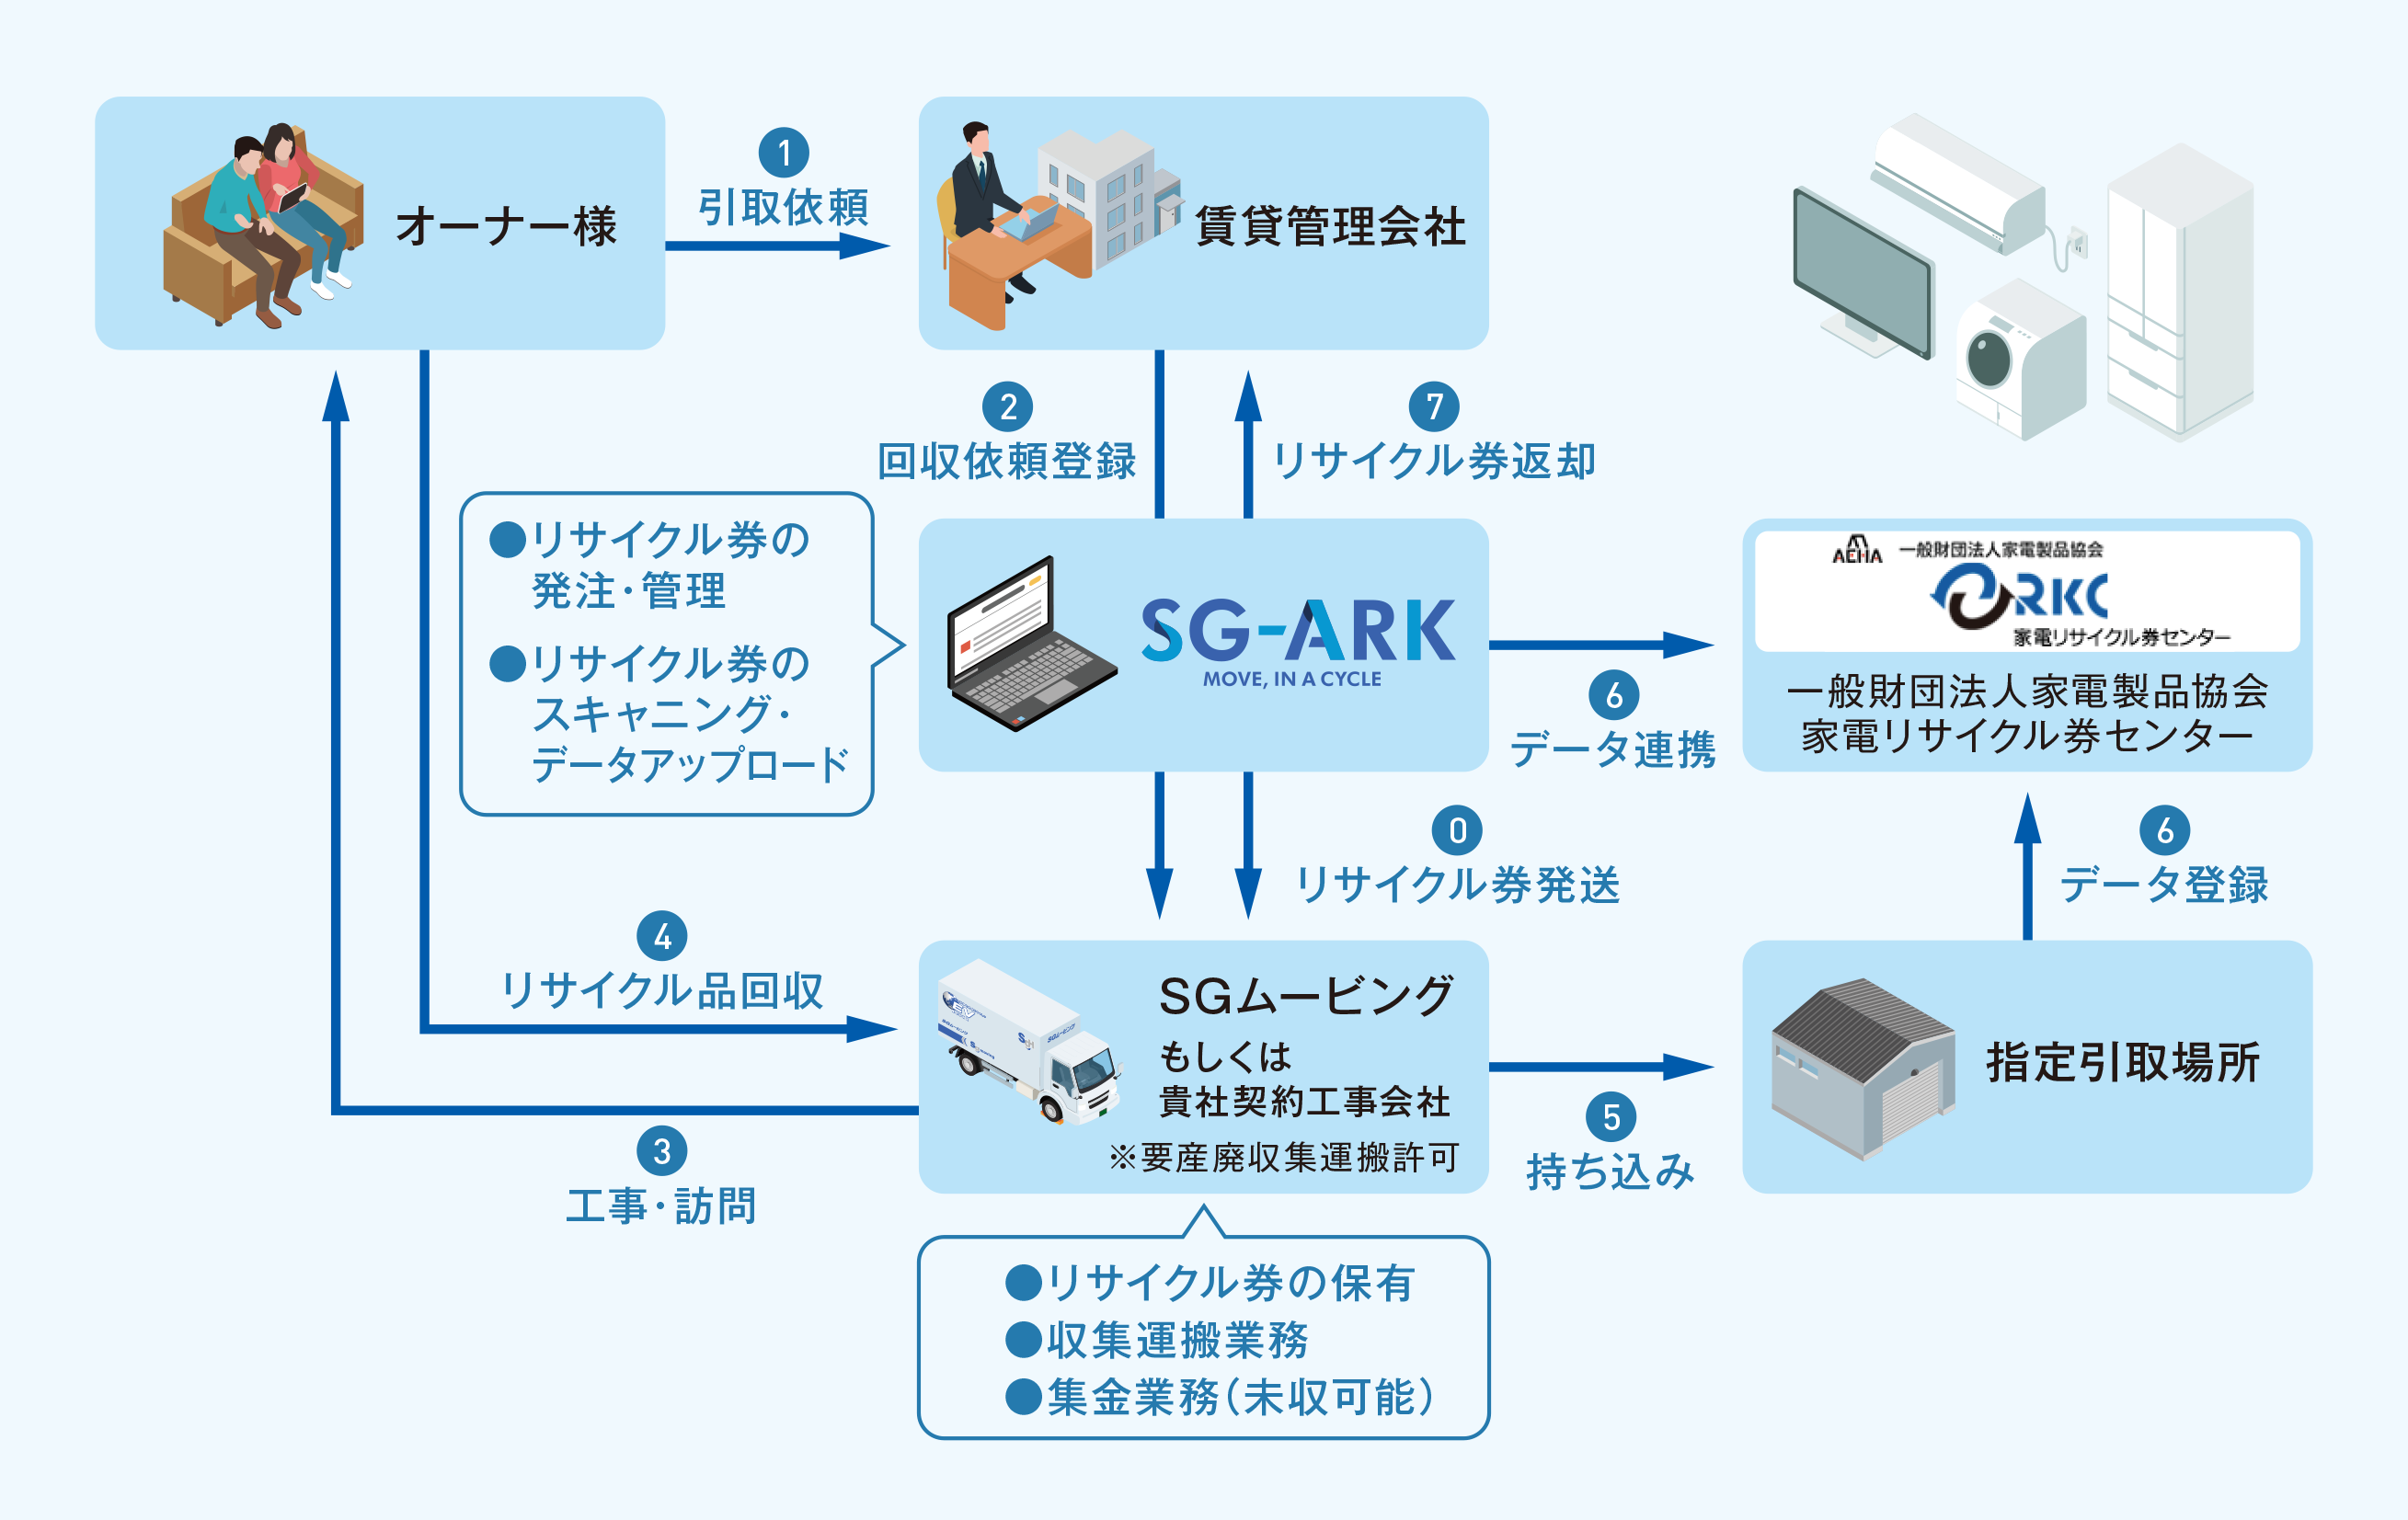 オーナー様
1
引取依頼
賃貸管理会社
2
回収依頼登録
7
リサイクル券返却
●リサイクル券の
発注・管理
●リサイクル券の
スキャニング・
データアップロード
SG-ARK
MOVE, IN A CYCLE
6
データ連携
AEHA 一般財団法人家電製品協会
RKC
家電リサイクル券センター
一般財団法人家電製品協会
家電リサイクル券センター
0
リサイクル券発送
6
データ登録
4
リサイクル品回収
3
工事・訪問
EV
SGムービング
SGムービング
もしくは
貴社契約工事会社
※要産廃収集運搬許可
5
持ち込み
指定引取場所
●リサイクル券の保有
●収集運搬業務
●集金業務(未収可能)